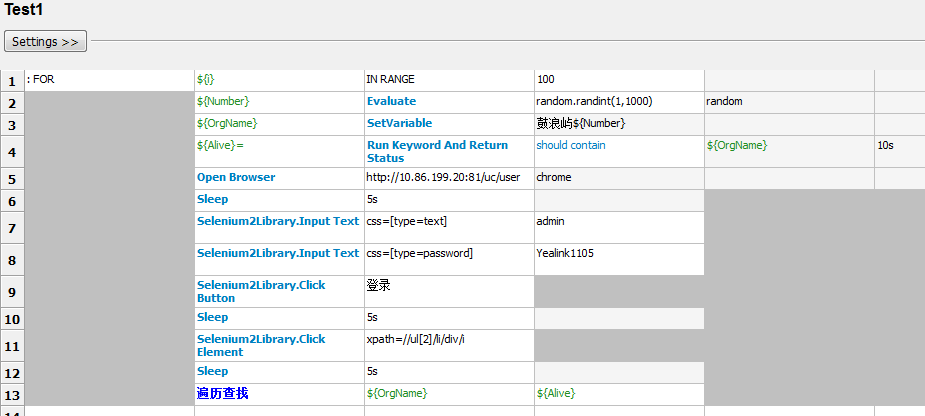 Test1
Settings >>
1 : FOR ${i} IN RANGE 100
2 ${Number} Evaluate random.randint(1,1000) random
3 ${OrgName} SetVariable 鼓浪屿${Number}
4 ${Alive}= Run Keyword And Return should contain ${OrgName} 10s
Status
5 Open Browser http://10.86.199.20:81/uc/user chrome
6 Sleep 5s
7 Selenium2Library.Input Text css=[type=text] admin
8 Selenium2Library.Input Text css=[type=password] Yealink1105
9 Selenium2Library.Click 登录
Button
10 Sleep 5s
11 Selenium2Library.Click xpath=//ul[2]/li/div/i
Element
12 Sleep 5s
13 遍历查找 ${OrgName} ${Alive}
14